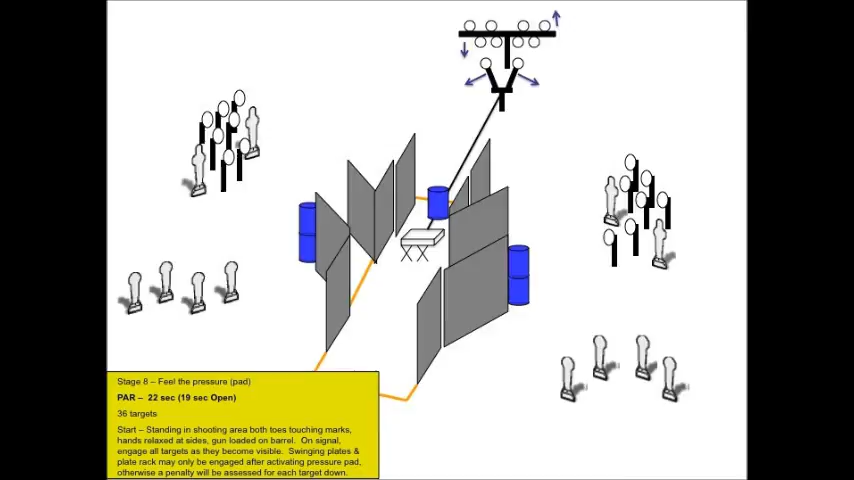 Stage 8 – Feel the pressure (pad)
PAR – 22 sec (19 sec Open)
36 targets
Start – Standing in shooting area both toes touching marks,
hands relaxed at sides, gun loaded on barrel. On signal,
engage all targets as they become visible. Swinging plates &
plate rack may only be engaged after activating pressure pad,
otherwise a penalty will be assessed for each target down.